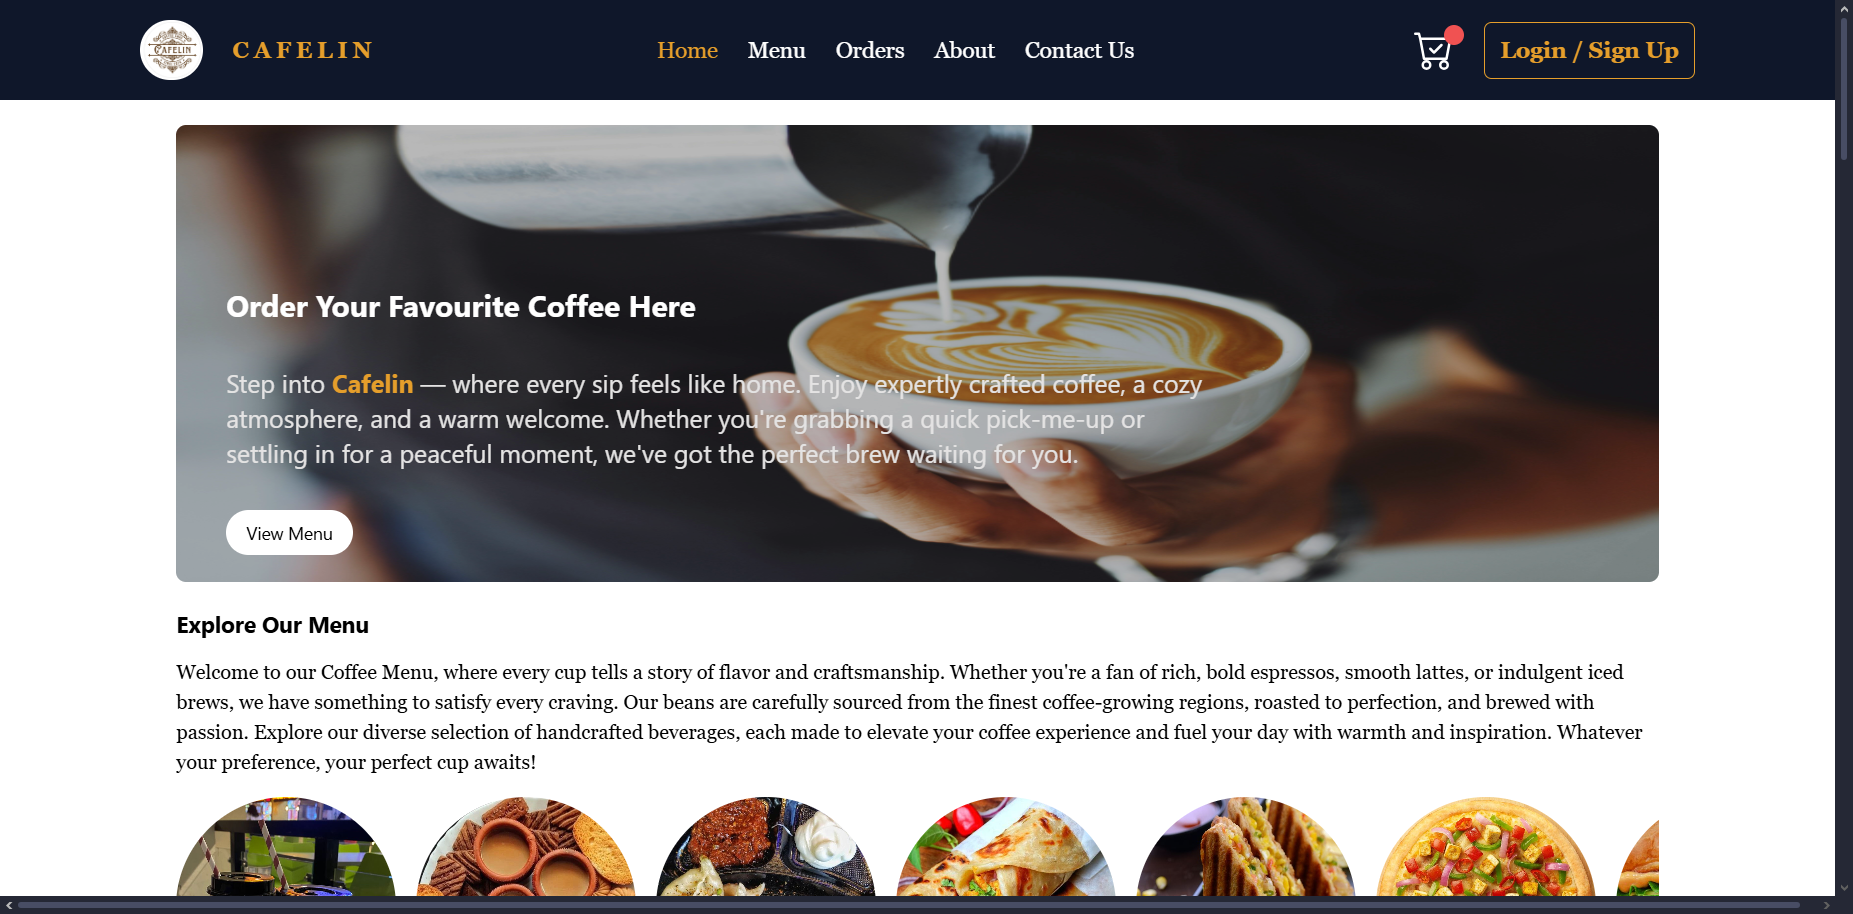 CAFELIN
CAFELIN
Home
Menu
Orders
About
Contact Us
Login / Sign Up
Order Your Favourite Coffee Here
Step into Cafelin — where every sip feels like home. Enjoy expertly crafted coffee, a cozy
atmosphere, and a warm welcome. Whether you're grabbing a quick pick-me-up or
settling in for a peaceful moment, we've got the perfect brew waiting for you.
View Menu
Explore Our Menu
Welcome to our Coffee Menu, where every cup tells a story of flavor and craftsmanship. Whether you're a fan of rich, bold espressos, smooth lattes, or indulgent iced
brews, we have something to satisfy every craving. Our beans are carefully sourced from the finest coffee-growing regions, roasted to perfection, and brewed with
passion. Explore our diverse selection of handcrafted beverages, each made to elevate your coffee experience and fuel your day with warmth and inspiration. Whatever
your preference, your perfect cup awaits!